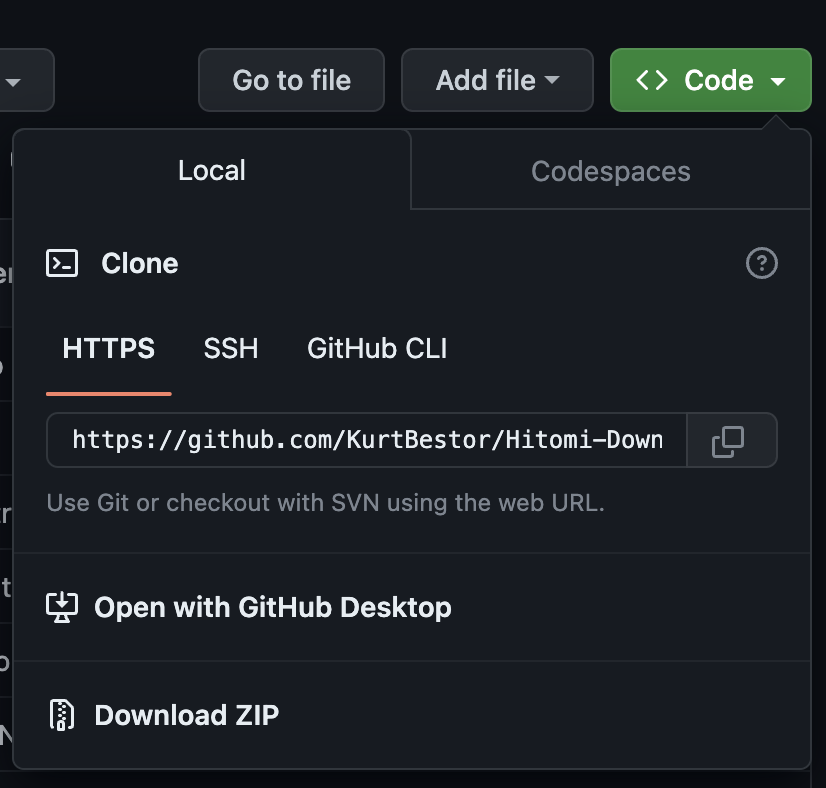 Go to file
Add file
Code
Local
Codespaces
Clone
HTTPS
SSH
GitHub CLI
https://github.com/KurtBestor/Hitomi-Down
Use Git or checkout with SVN using the web URL.
Open with GitHub Desktop
Download ZIP